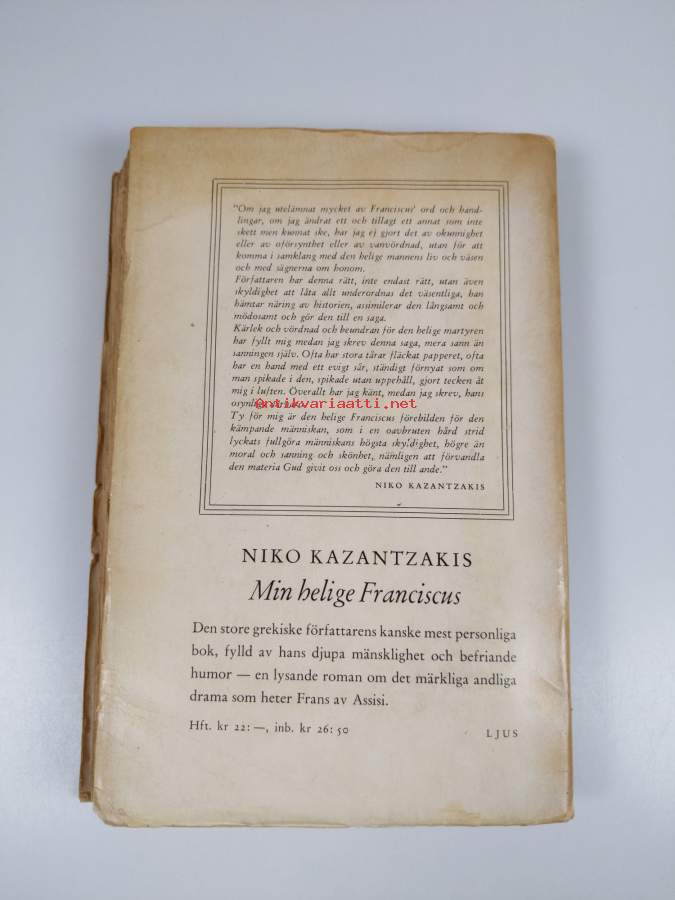 "Om jag utelämnat mycket av Franciscus' ord och hand-
lingar, om jag ändrat ett och tillagt ett annat som inte
skett men kunnat ske, har jag ej gjort det av okunnighet
eller av oförsynthet eller av vanvördnad, utan för att
komma i samklang med den helige mannens liv och väsen
och med sägnerna om honom.
Författaren har denna rätt, inte endast rätt, utan även
skyldighet att låta allt underordnas det väsentliga, han
hämtar näring av historien, assimilerar den långsamt och
mödosamt och gör den till en saga.
Kärlek och vördnad och beundran för den helige martyren
har fyllt mig medan jag skrev denna saga, mera sann än
sanningen själv. Ofta har stora tårar fläckat papperet, ofta
har en hand med ett evigt sår, ständigt förnyat som om
man spikade i den, spikade utan uppehåll, gjort tecken åt
mig i luften. Överallt har jag känt, medan jag skrev, hans
antikvariaatti.net
Ty för mig är den helige Franciscus förebilden för den
kämpande människan, som i en oavbruten hård strid
lyckats fullgöra människans högsta skyldighet, högre än
moral och sanning och skönhet, nämligen att förvandla
den materia Gud givit oss och göra den till ande."
NIKO KAZANTZAKIS
NIKO KAZANTZAKIS
Min helige Franciscus
Den store grekiske författarens kanske mest personliga
bok, fylld av hans djupa mänsklighet och befriande
humor — en lysande roman om det märkliga andliga
drama som heter Frans av Assisi.
Hft. kr 22: —, inb. kr 26: 50
LJUS